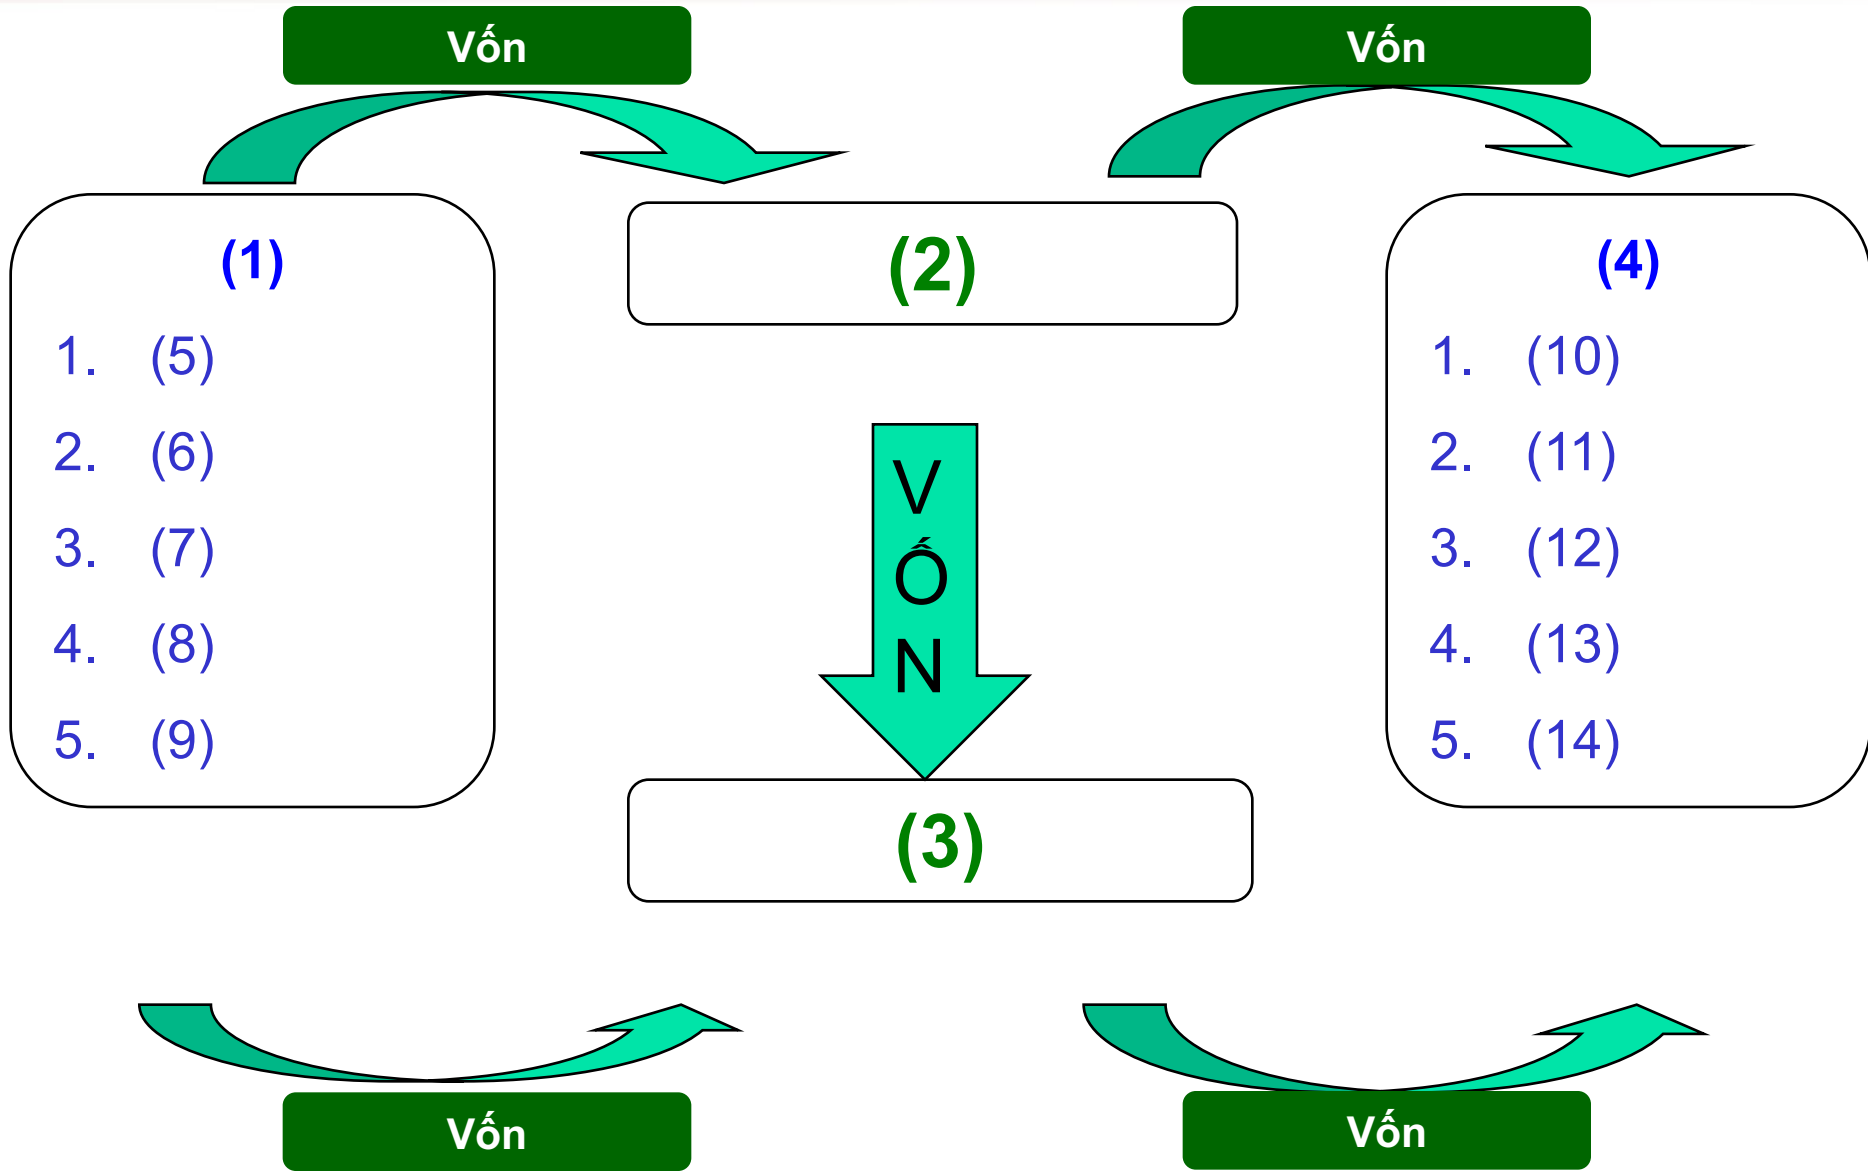 Vốn
Vốn
(1)
1. (5)
2. (6)
3. (7)
4. (8)
5. (9)
(2)
V
Ố
N
(3)
(4)
1. (10)
2. (11)
3. (12)
4. (13)
5. (14)
Vốn
Vốn